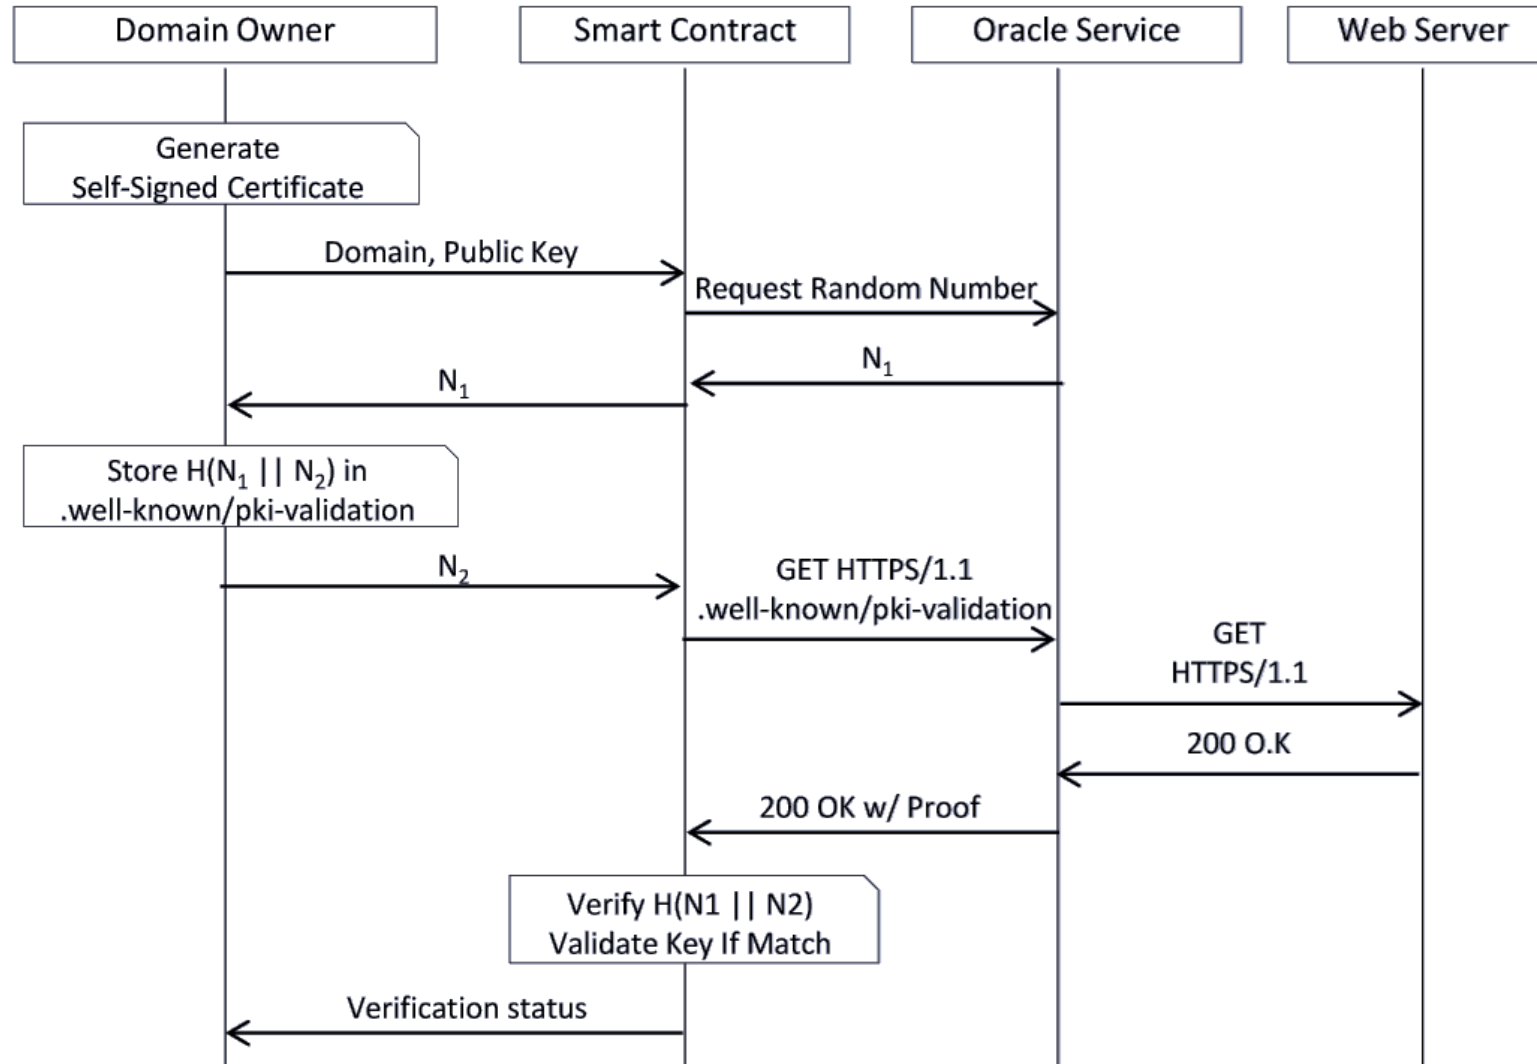 Domain Owner
Smart Contract
Oracle Service
Web Server
Generate
Self-Signed Certificate
Domain, Public Key
Request Random Number
N₁
N₁
Store H(N₁ || N₂) in
.well-known/pki-validation
N₂
GET HTTPS/1.1
.well-known/pki-validation
GET
HTTPS/1.1
200 O.K
200 OK w/ Proof
Verify H(N1 || N2)
Validate Key If Match
Verification status